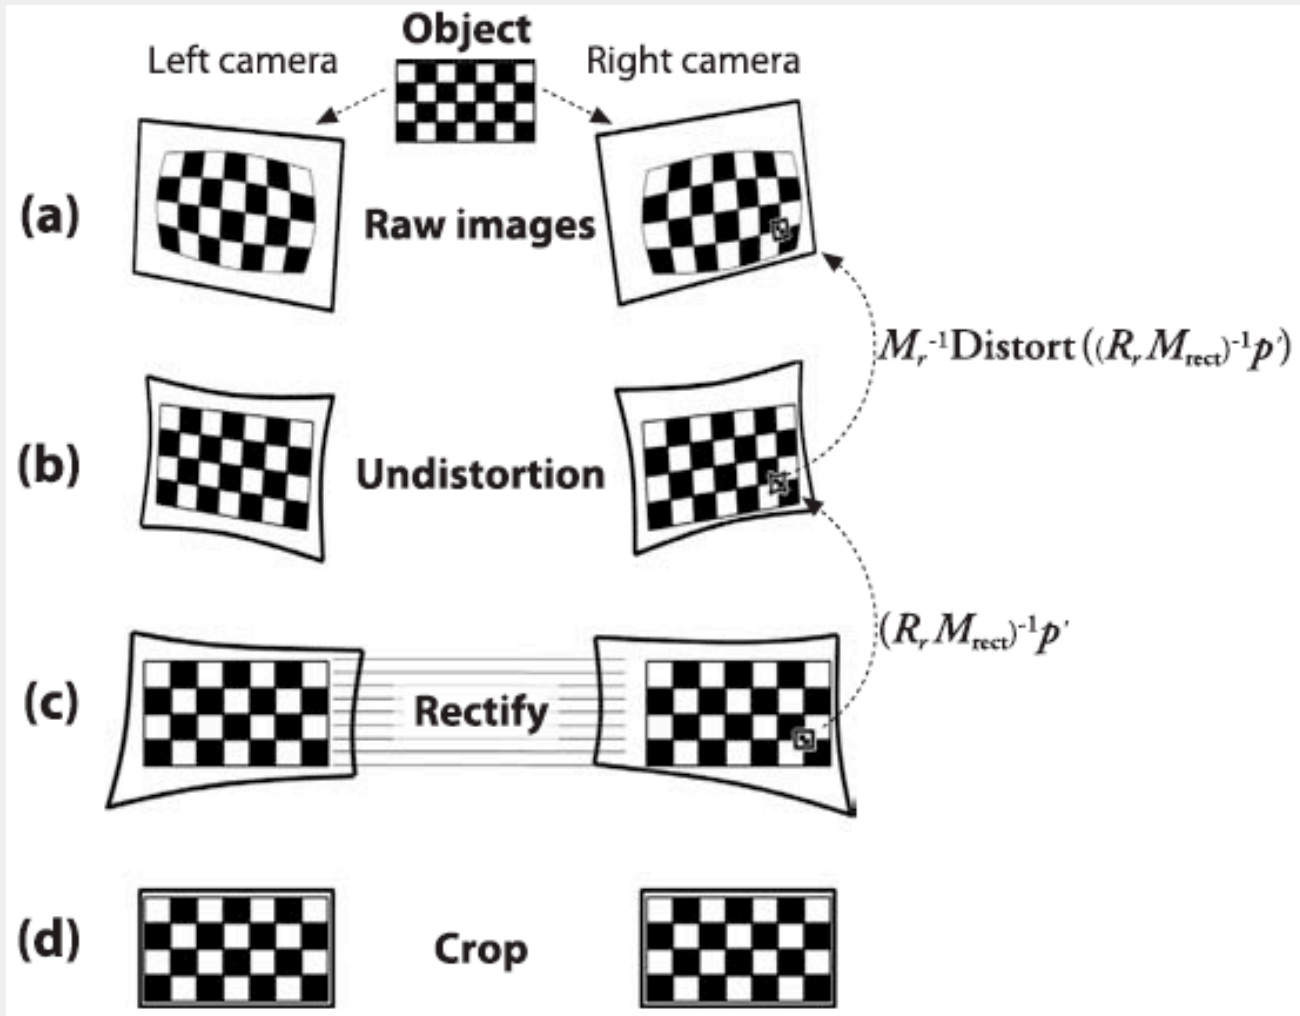 Object
Left camera
Right camera
(a)
Raw images
M_r^-1 Distort ((R_r M_rect)^-1 p')
(b)
Undistortion
(R_r M_rect)^-1 p'
(c)
Rectify
(d)
Crop